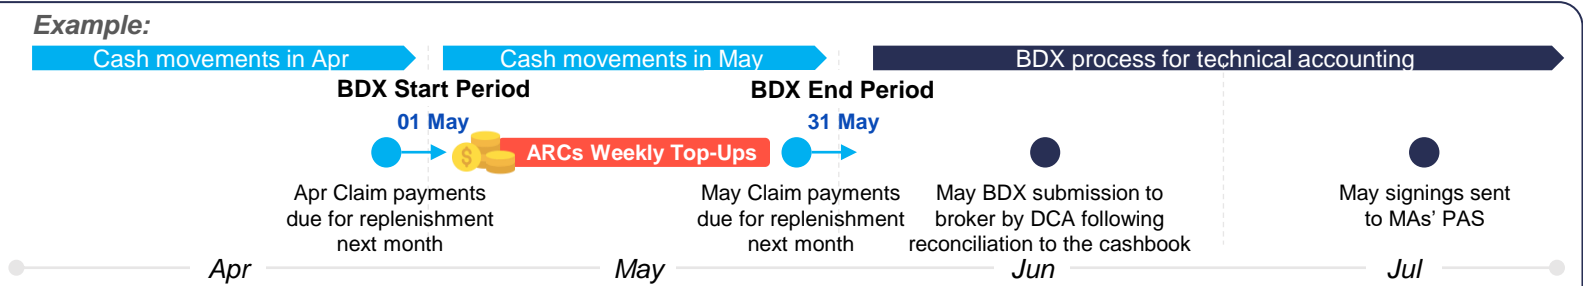 Example:
Cash movements in Apr
Cash movements in May
BDX process for technical accounting
BDX Start Period
BDX End Period
01 May
31 May
$
ARCs Weekly Top-Ups
Apr Claim payments
due for replenishment
next month
May Claim payments
due for replenishment
next month
May BDX submission to
broker by DCA following
reconciliation to the cashbook
May signings sent
to MAs' PAS
Apr
May
Jun
Jul